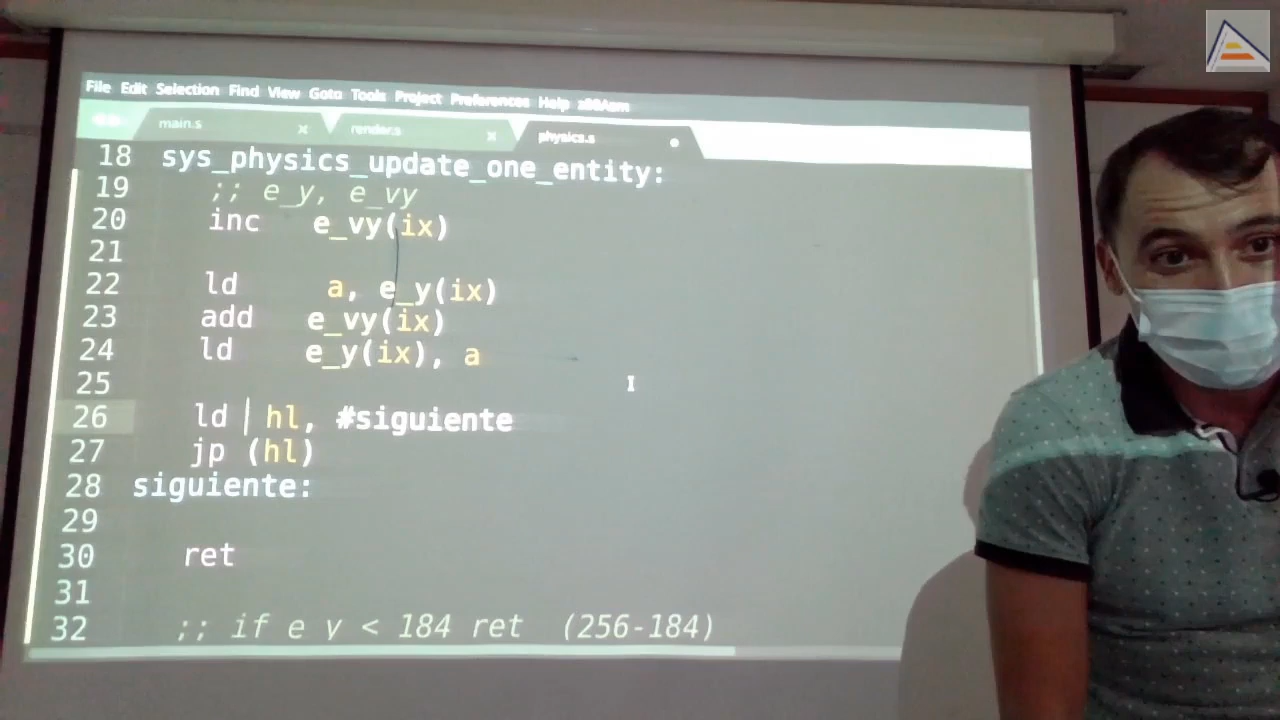 File Edit Selection Find View Goto Tools Project Preferences Help z80Asm
main.s render.s physics.s
18 sys_physics_update_one_entity:
19 ;; e_y, e_vy
20 inc e_vy(ix)
21
22 ld a, e_y(ix)
23 add e_vy(ix)
24 ld e_y(ix), a
25
26 ld hl, #siguiente
27 jp (hl)
28 siguiente:
29
30 ret
31
32 ;; if e_y < 184 ret (256-184)